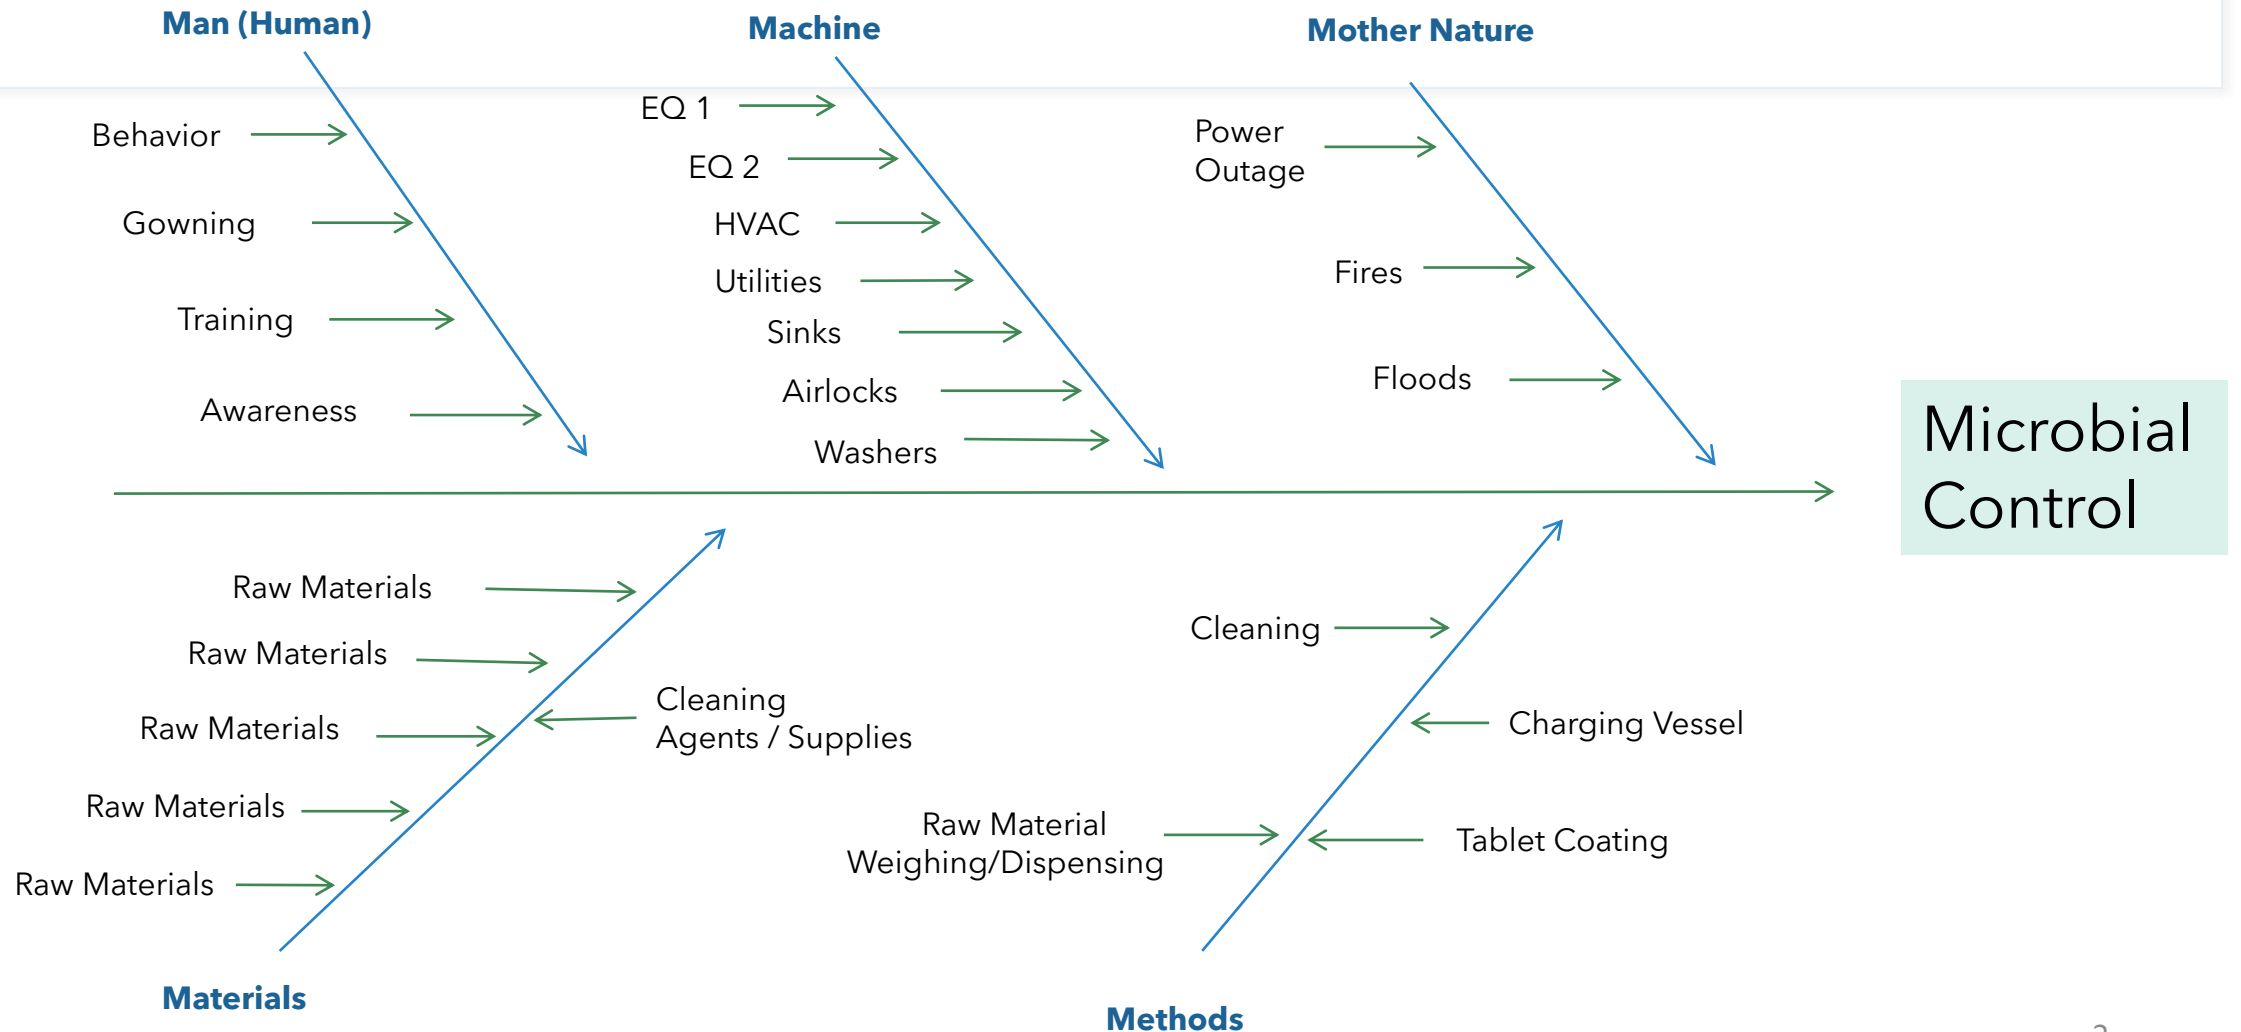 Man (Human)
Machine
Mother Nature
Behavior
Gowning
Training
Awareness
EQ 1
EQ 2
HVAC
Utilities
Sinks
Airlocks
Washers
Power
Outage
Fires
Floods
Microbial
Control
Raw Materials
Raw Materials
Raw Materials
Raw Materials
Raw Materials
Cleaning
Agents / Supplies
Materials
Cleaning
Charging Vessel
Raw Material
Weighing/Dispensing
Tablet Coating
Methods